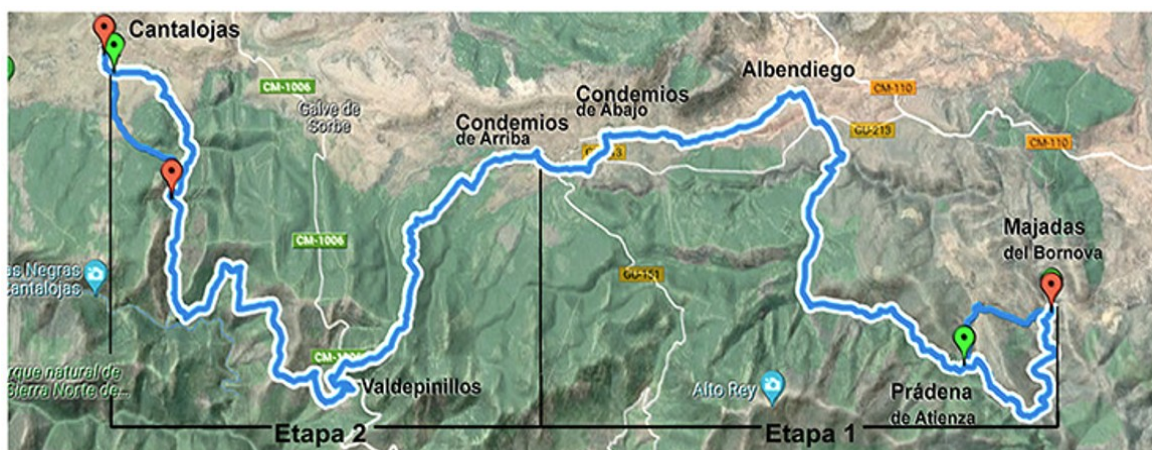 Cantalojas
CM-1006
Galve de
Sorbe
Condemios
de Abajo
Condemios
de Arriba
Albendiego
CM-110
GU-213
CM-110
Majadas
del Bornova
CM-1006
GU-151
as Negras
Cantalojas
rque natural de
Sierra Norte de...
Valdepinillos
Alto Rey
Prádena
de Atienza
Etapa 2
Etapa 1